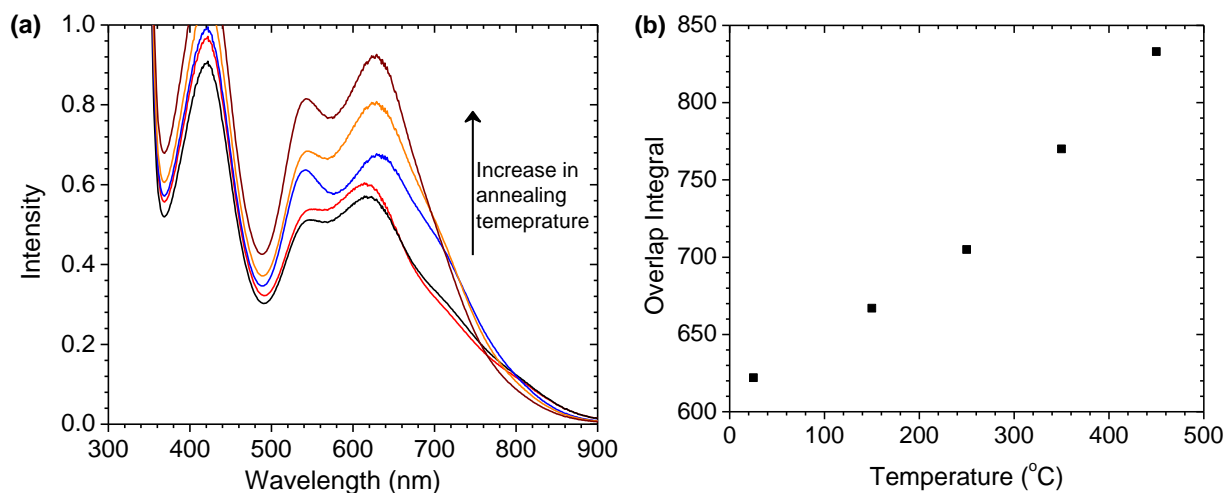 (a)
1.0
0.8
0.6
0.4
0.2
0.0
Intensity
300 400 500 600 700 800 900
Wavelength (nm)
Increase in
annealing
temeprature
(b)
850
800
750
700
650
600
Overlap Integral
0 100 200 300 400 500
Temperature (°C)